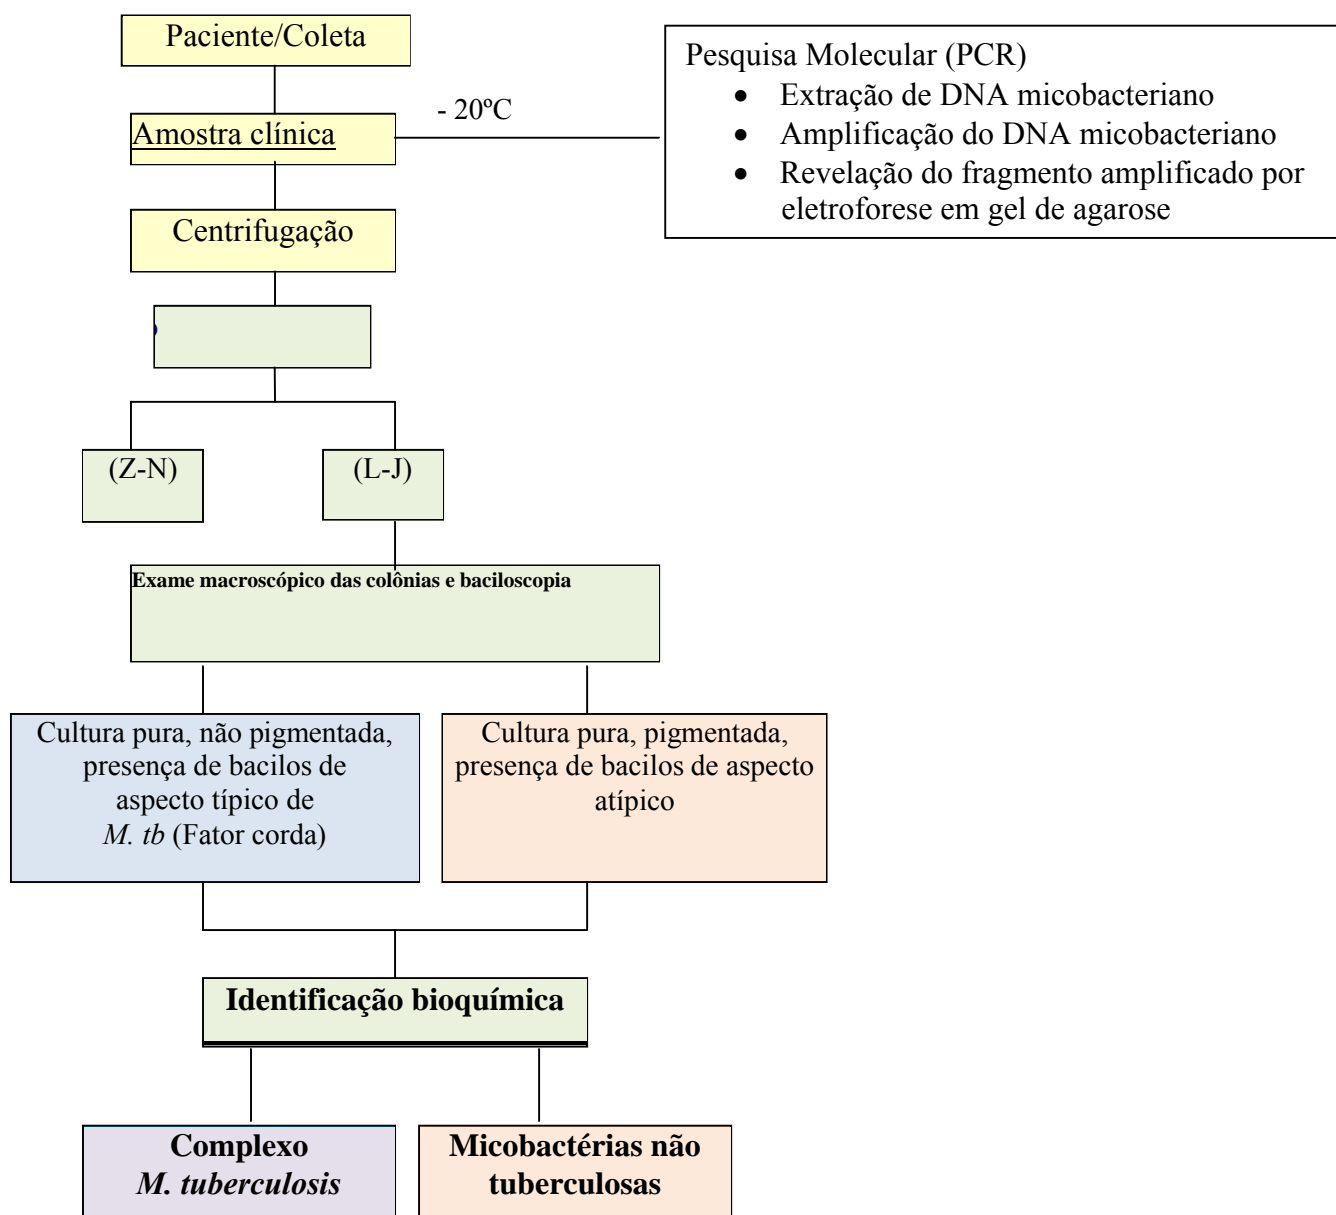 Paciente/Coleta
Pesquisa Molecular (PCR)
• Extração de DNA micobacteriano
• Amplificação do DNA micobacteriano
• Revelação do fragmento amplificado por
eletroforese em gel de agarose
- 20ºC
Amostra clínica
Centrifugação
(Z-N)
(L-J)
Exame macroscópico das colônias e baciloscopia
Cultura pura, não pigmentada,
presença de bacilos de
aspecto típico de
M. tb (Fator corda)
Cultura pura, pigmentada,
presença de bacilos de aspecto
atípico
Identificação bioquímica
Complexo
M. tuberculosis
Micobactérias não
tuberculosas